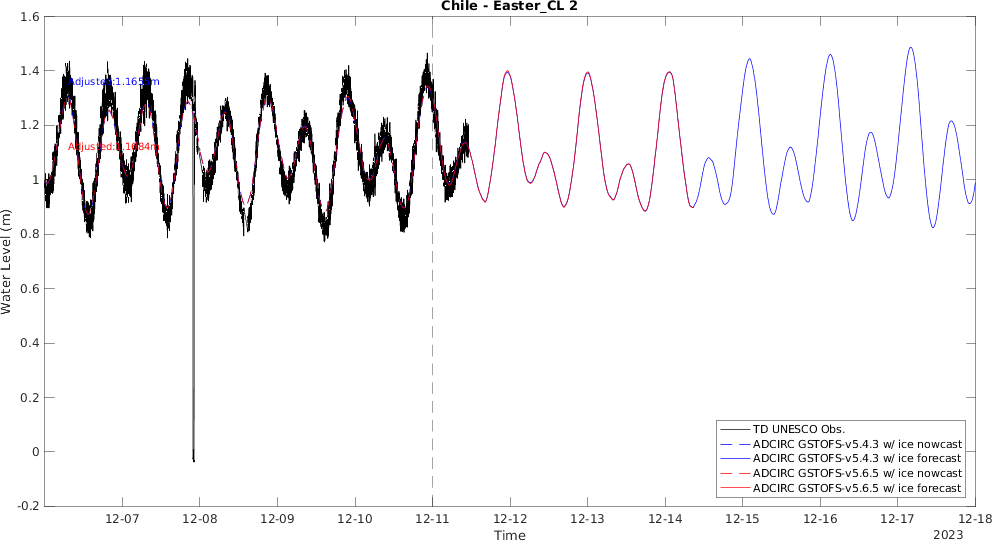 Chile - Easter_CL 2
1.6
1.4
1.2
1
0.8
0.6
0.4
0.2
0
-0.2
Water Level (m)
Adjusted:
Adjusted:
TD UNESCO Obs.
ADCIRC GSTOFS-v5.4.3 w/ ice nowcast
ADCIRC GSTOFS-v5.4.3 w/ ice forecast
ADCIRC GSTOFS-v5.6.5 w/ ice nowcast
ADCIRC GSTOFS-v5.6.5 w/ ice forecast
12-07 12-08 12-09 12-10 12-11 12-12 12-13 12-14 12-15 12-16 12-17 12-18
Time
2023